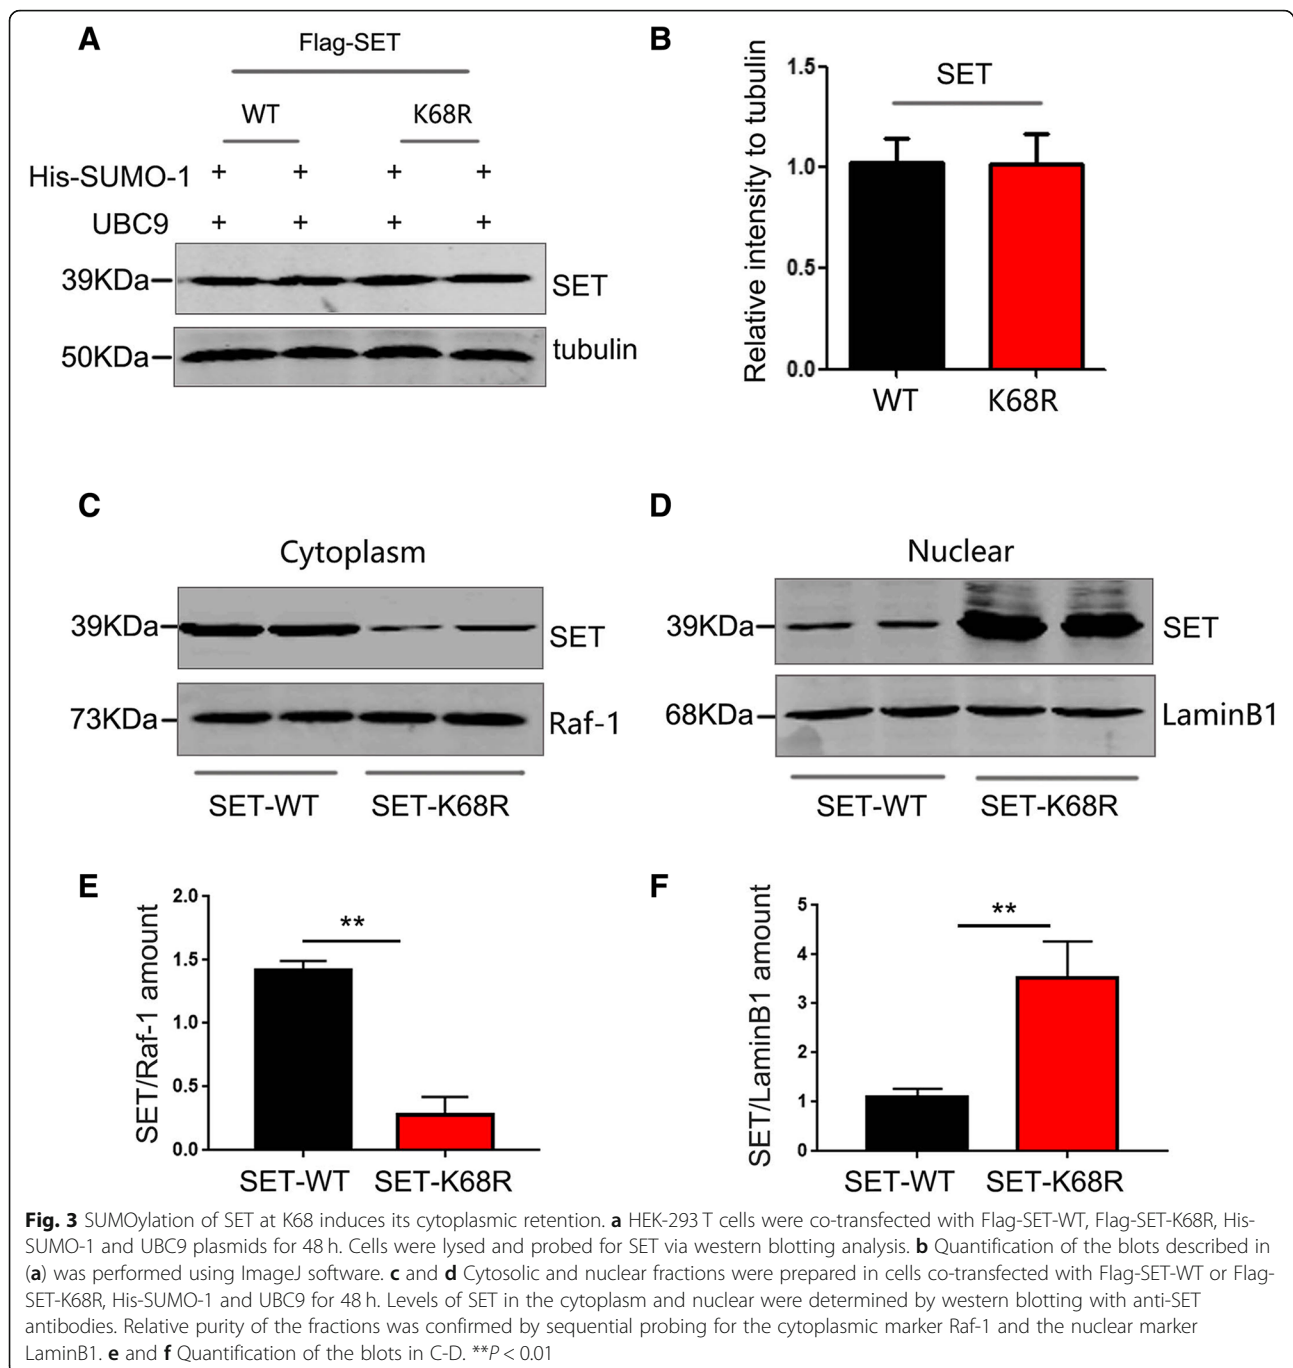 A
Flag-SET
WT K68R
His-SUMO-1 + + + +
UBC9 + + + +
39KDa SET
50KDa tubulin
B
Relative intensity to tubulin
SET
1.5
1.0
0.5
0.0
WT K68R
C
Cytoplasm
39KDa SET
73KDa Raf-1
SET-WT SET-K68R
D
Nuclear
39KDa SET
68KDa LaminB1
SET-WT SET-K68R
E
SET/Raf-1 amount
**
2.0
1.5
1.0
0.5
0.0
SET-WT SET-K68R
F
SET/LaminB1 amount
**
5
4
3
2
1
0
SET-WT SET-K68R
Fig. 3 SUMOylation of SET at K68 induces its cytoplasmic retention. a HEK-293 T cells were co-transfected with Flag-SET-WT, Flag-SET-K68R, His-
SUMO-1 and UBC9 plasmids for 48 h. Cells were lysed and probed for SET via western blotting analysis. b Quantification of the blots described in
(a) was performed using ImageJ software. c and d Cytosolic and nuclear fractions were prepared in cells co-transfected with Flag-SET-WT or Flag-
SET-K68R, His-SUMO-1 and UBC9 for 48 h. Levels of SET in the cytoplasm and nuclear were determined by western blotting with anti-SET
antibodies. Relative purity of the fractions was confirmed by sequential probing for the cytoplasmic marker Raf-1 and the nuclear marker
LaminB1. e and f Quantification of the blots in C-D. **P < 0.01